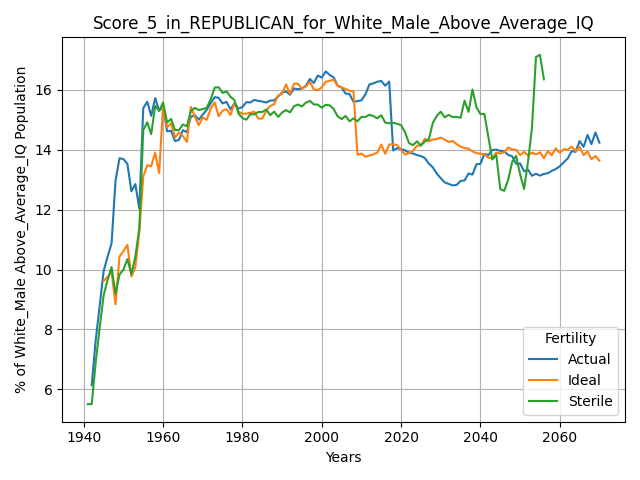 Score_5_in_REPUBLICAN_for_White_Male_Above_Average_IQ
% of White_Male Above_Average_IQ Population
16
14
12
10
8
6
1940
1960
1980
2000
2020
2040
2060
Years
Fertility
Actual
Ideal
Sterile